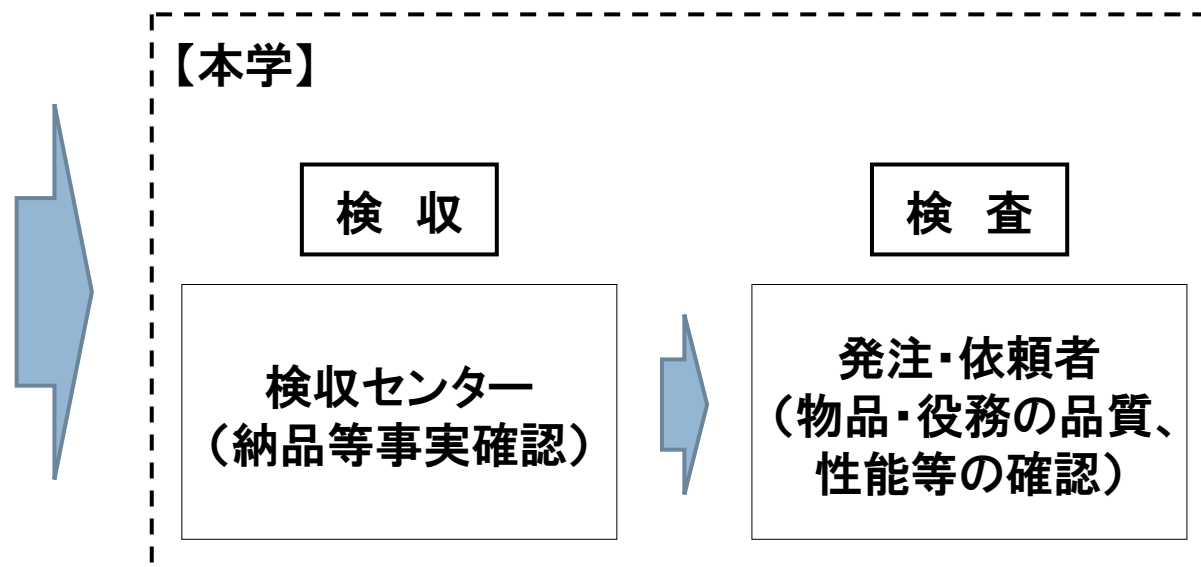 【本学】
検　収
検収センター
（納品等事実確認）
検　査
発注・依頼者
（物品・役務の品質、
性能等の確認）